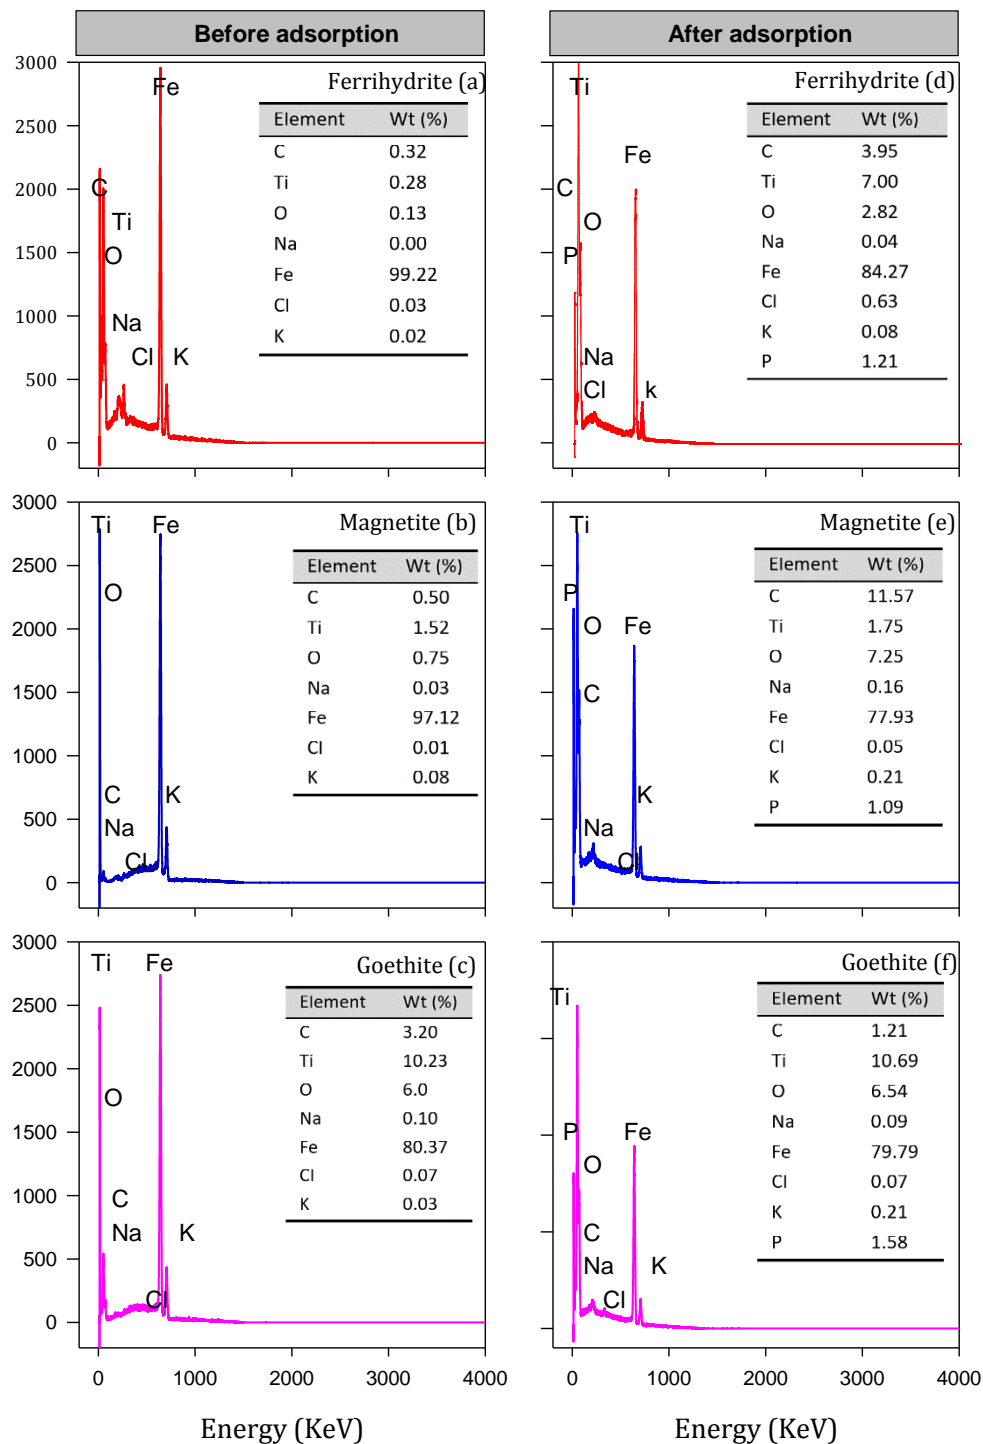 Before adsorption
After adsorption
Ferrihydrite (a)
3000
2500
2000
1500
1000
500
0
Fe
C
Ti
O
Na
Cl
K
Element Wt (%)
C 0.32
Ti 0.28
O 0.13
Na 0.00
Fe 99.22
Cl 0.03
K 0.02
Ferrihydrite (d)
Ti
Fe
C
O
P
Na
Cl
k
Element Wt (%)
C 3.95
Ti 7.00
O 2.82
Na 0.04
Fe 84.27
Cl 0.63
K 0.08
P 1.21
Magnetite (b)
3000
2500
2000
1500
1000
500
0
Ti
Fe
O
C
K
Na
Cl
Element Wt (%)
C 0.50
Ti 1.52
O 0.75
Na 0.03
Fe 97.12
Cl 0.01
K 0.08
Magnetite (e)
Ti
P
O
Fe
C
K
Na
Cl
Element Wt (%)
C 11.57
Ti 1.75
O 7.25
Na 0.16
Fe 77.93
Cl 0.05
K 0.21
P 1.09
Goethite (c)
3000
2500
2000
1500
1000
500
0
Ti
Fe
O
C
Na
K
Cl
Element Wt (%)
C 3.20
Ti 10.23
O 6.0
Na 0.10
Fe 80.37
Cl 0.07
K 0.03
Goethite (f)
Ti
P
Fe
O
C
Na
K
Cl
Element Wt (%)
C 1.21
Ti 10.69
O 6.54
Na 0.09
Fe 79.79
Cl 0.07
K 0.21
P 1.58
0 1000 2000 3000 4000
0 1000 2000 3000 4000
Energy (KeV)
Energy (KeV)